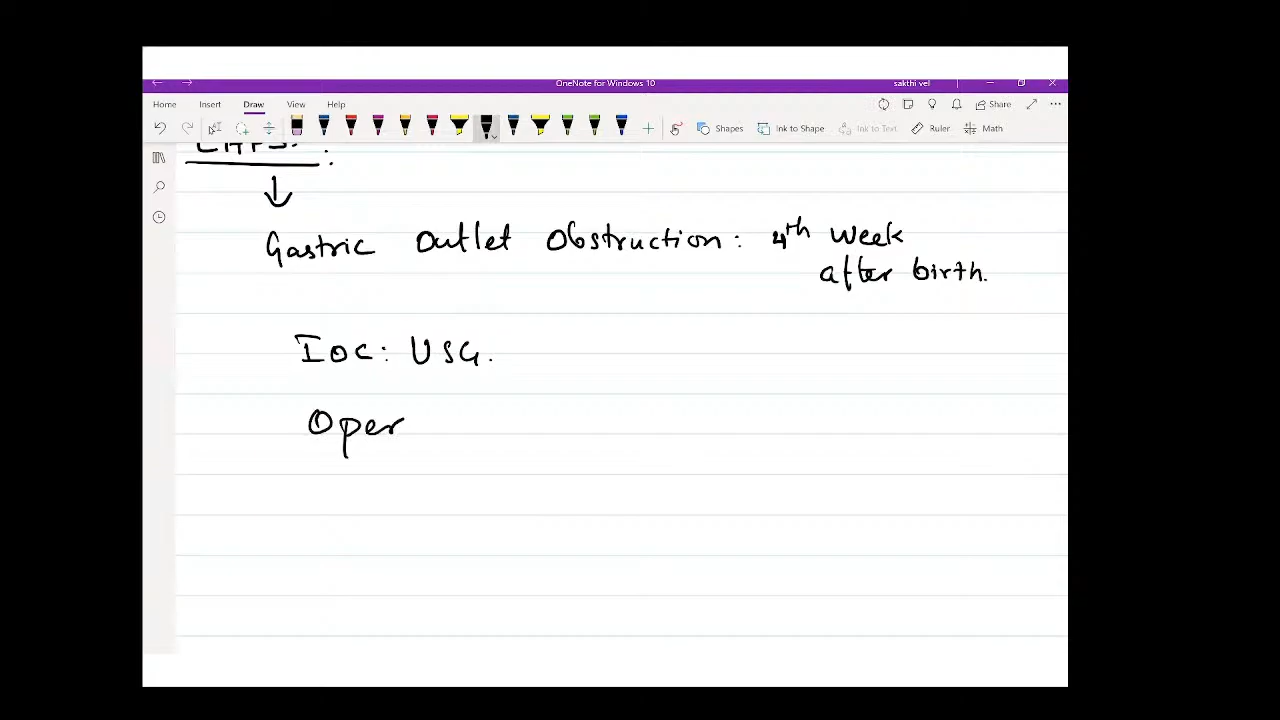 OneNote for Windows 10
sakthi vel
Home Insert Draw View Help
Share
Shapes Ink to Shape Ink to Text Ruler Math
CHPS:
Gastric Outlet Obstruction: 4th week
after birth.
IOC: USG.
Oper